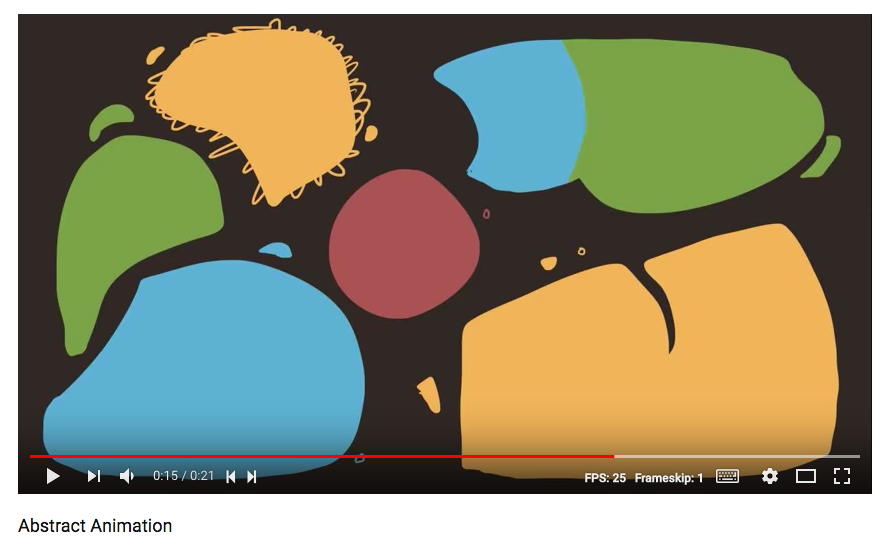 0:15 / 0:21 FPS: 25 Frameskip: 1
Abstract Animation